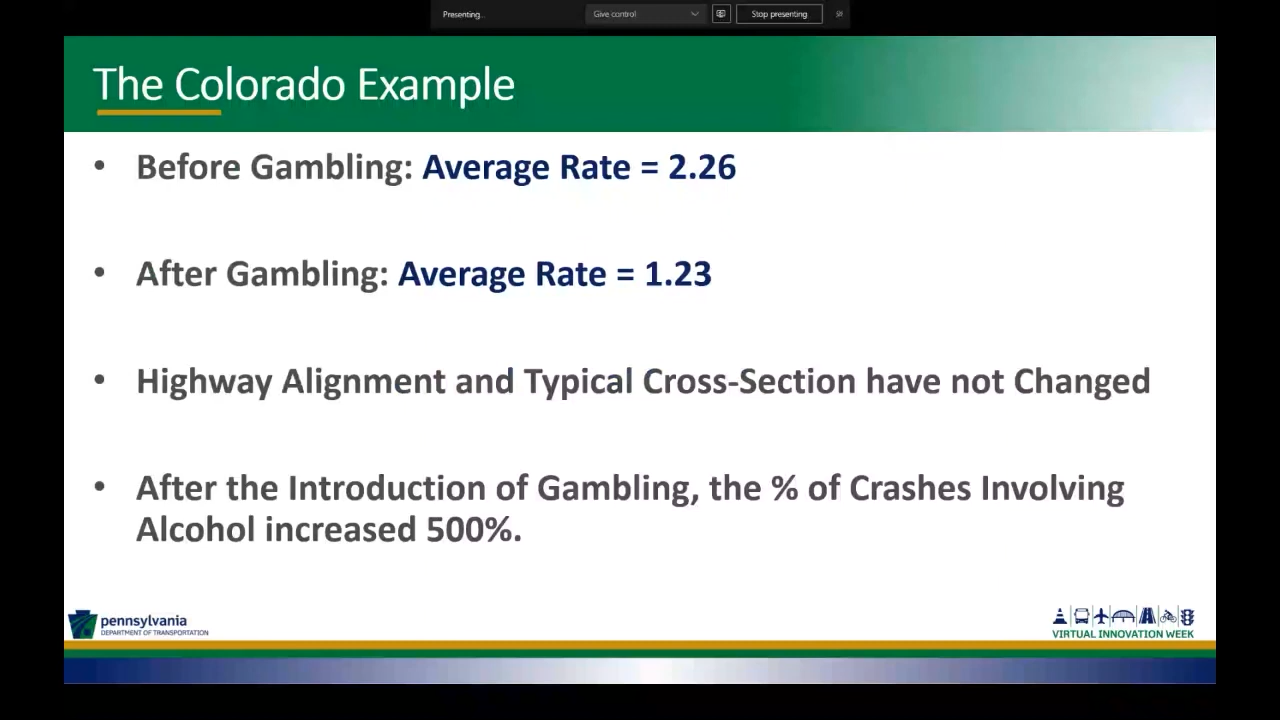 Presenting...
Give control
Stop presenting
The Colorado Example
• Before Gambling: Average Rate = 2.26
• After Gambling: Average Rate = 1.23
• Highway Alignment and Typical Cross-Section have not Changed
• After the Introduction of Gambling, the % of Crashes Involving
Alcohol increased 500%.
pennsylvania
DEPARTMENT OF TRANSPORTATION
VIRTUAL INNOVATION WEEK